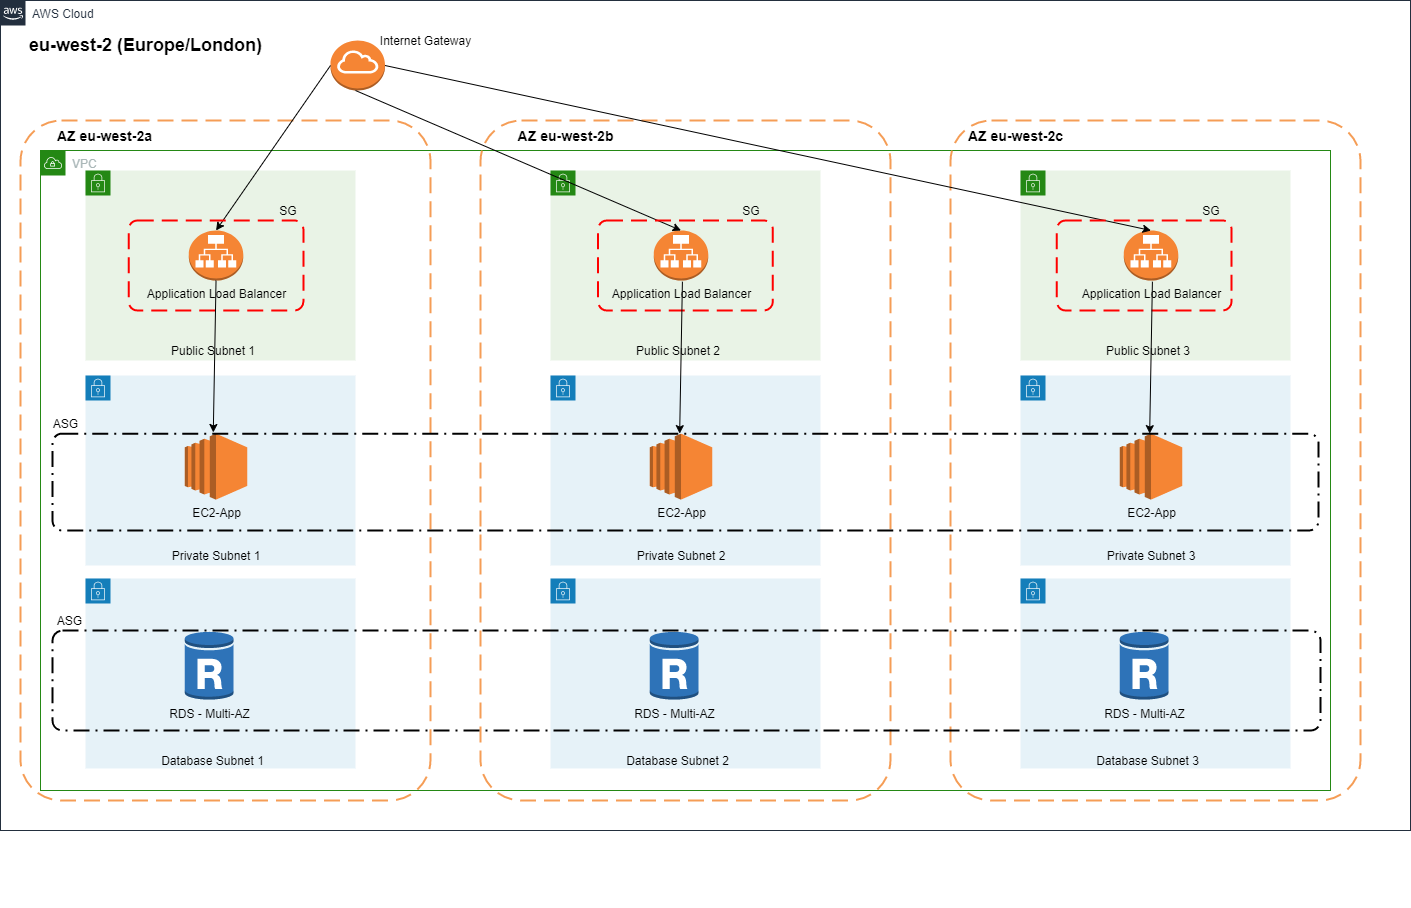 aws
AWS Cloud
eu-west-2 (Europe/London)
Internet Gateway
AZ eu-west-2a
AZ eu-west-2b
AZ eu-west-2c
VPC
SG
SG
SG
Application Load Balancer
Application Load Balancer
Application Load Balancer
Public Subnet 1
Public Subnet 2
Public Subnet 3
ASG
EC2-App
EC2-App
EC2-App
Private Subnet 1
Private Subnet 2
Private Subnet 3
ASG
R
R
R
RDS - Multi-AZ
RDS - Multi-AZ
RDS - Multi-AZ
Database Subnet 1
Database Subnet 2
Database Subnet 3